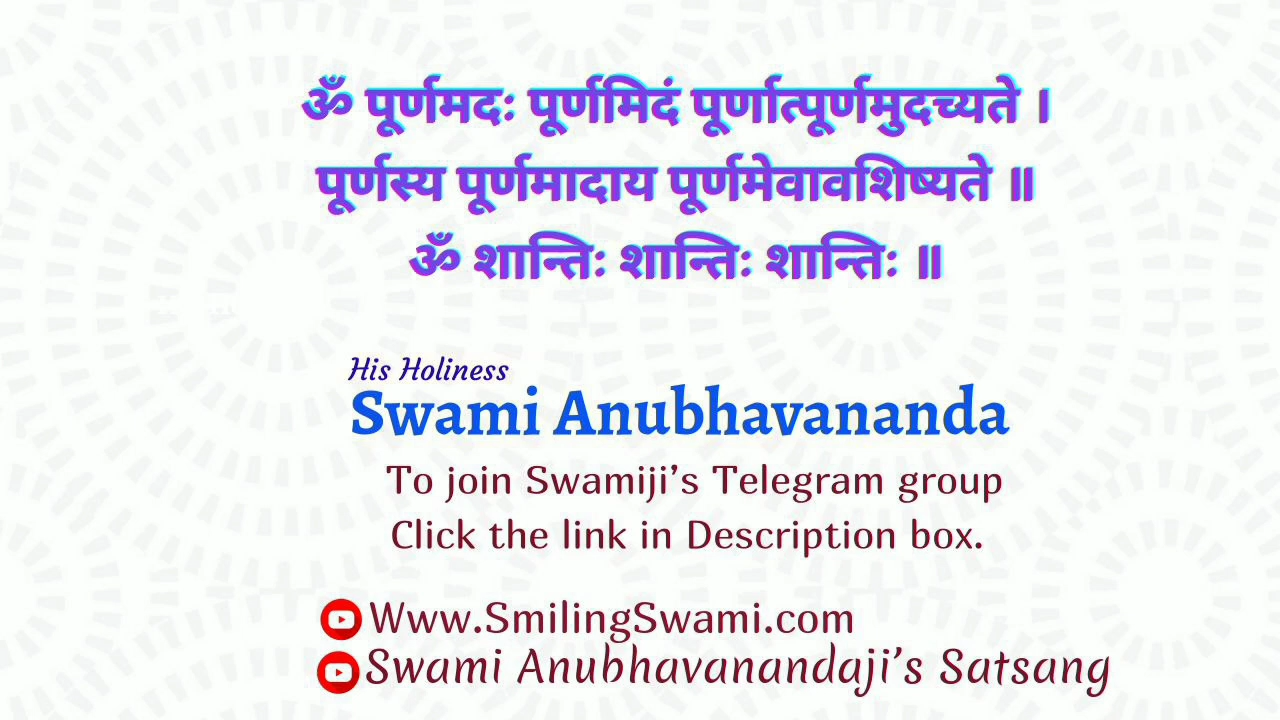 ॐ पूर्णमदः पूर्णमिदं पूर्णात्पूर्णमुदच्यते ।
पूर्णस्य पूर्णमादाय पूर्णमेवावशिष्यते ॥
ॐ शान्तिः शान्तिः शान्तिः ॥
His Holiness
Swami Anubhavananda
To join Swamiji's Telegram group
Click the link in Description box.
Www.SmilingSwami.com
Swami Anubhavanandaji's Satsang